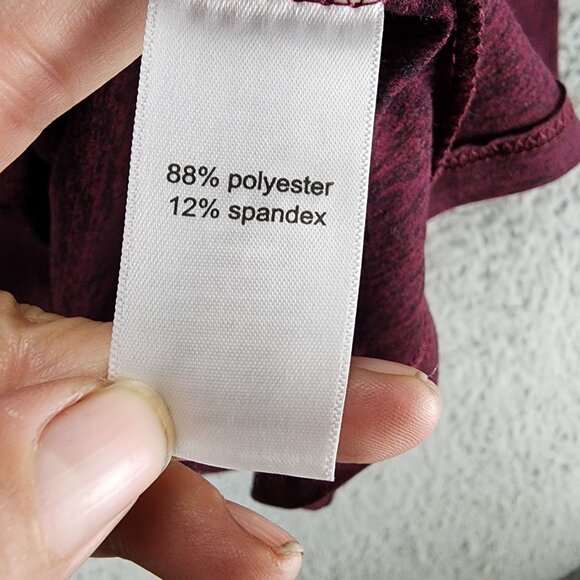 88% polyester
12% spandex